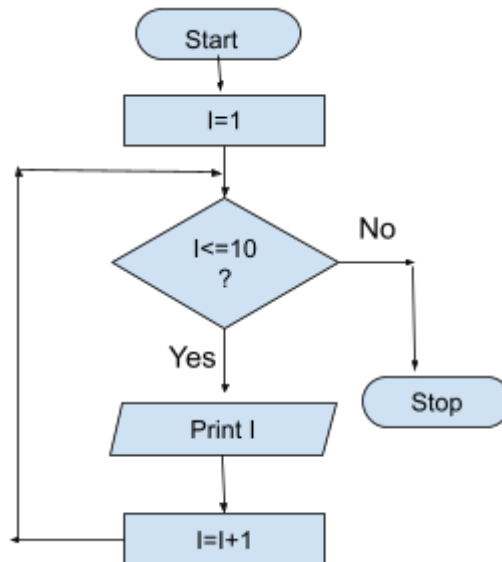 Start
I=1
I<=10
?
No
Yes
Stop
Print I
I=I+1